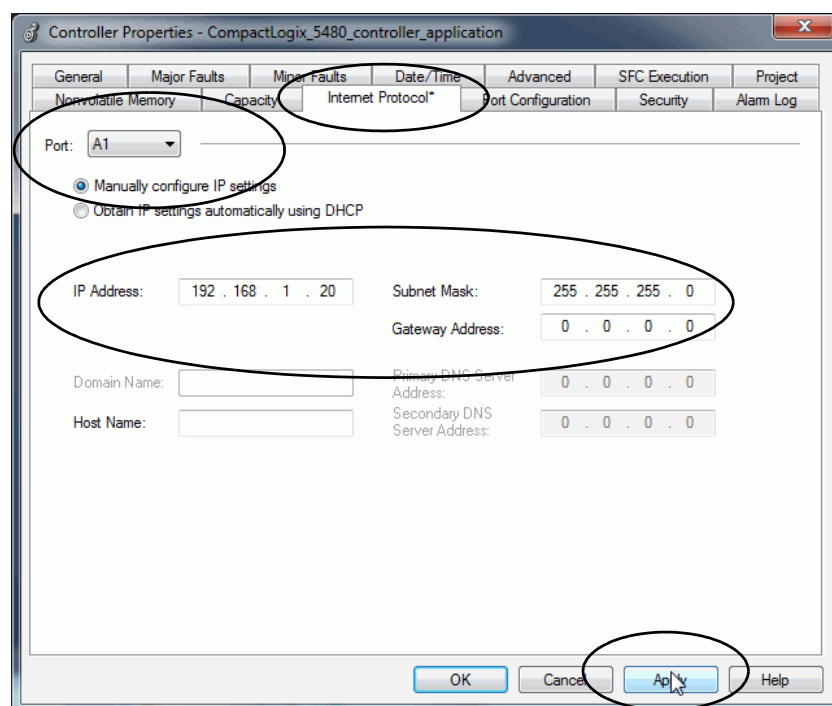 Controller Properties - CompactLogix_5480_controller_application
General Major Faults Minor Faults Date/Time Advanced SFC Execution Project
Nonvolatile Memory Capacity Internet Protocol* Port Configuration Security Alarm Log
Port: A1
Manually configure IP settings
Obtain IP settings automatically using DHCP
IP Address: 192 . 168 . 1 . 20 Subnet Mask: 255 . 255 . 255 . 0
Gateway Address: 0 . 0 . 0 . 0
Domain Name: Primary DNS Server Address: 0 . 0 . 0 . 0
Host Name: Secondary DNS Server Address: 0 . 0 . 0 . 0
OK Cancel Apply Help